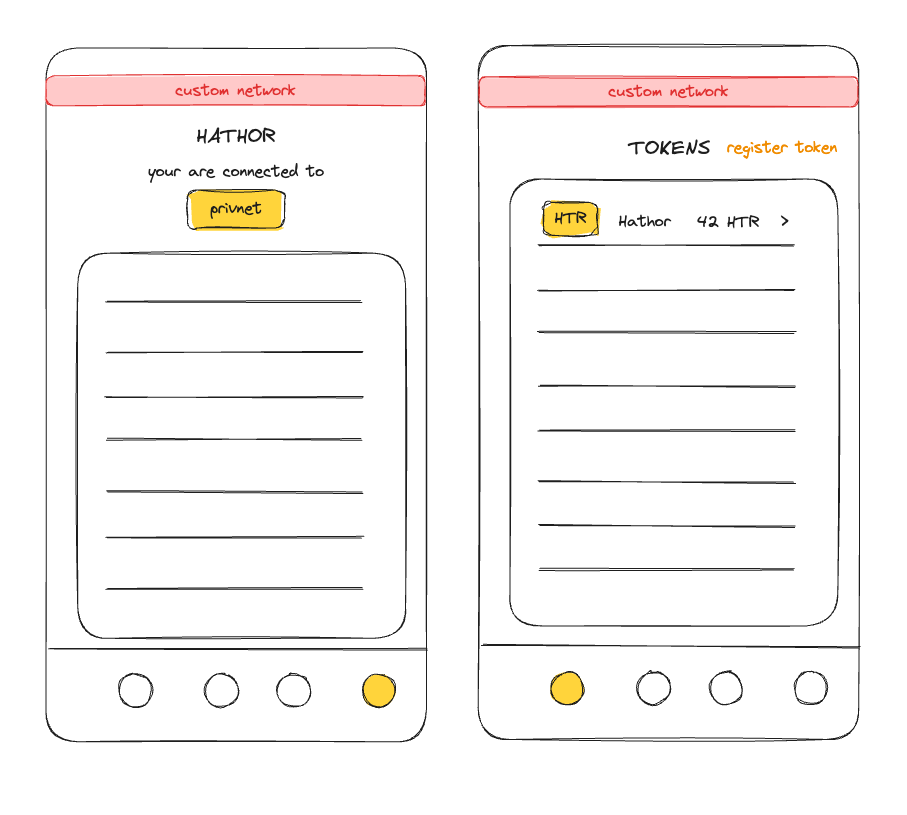 custom network
HATHOR
your are connected to
privnet
custom network
TOKENS register token
HTR Hathor 42 HTR >